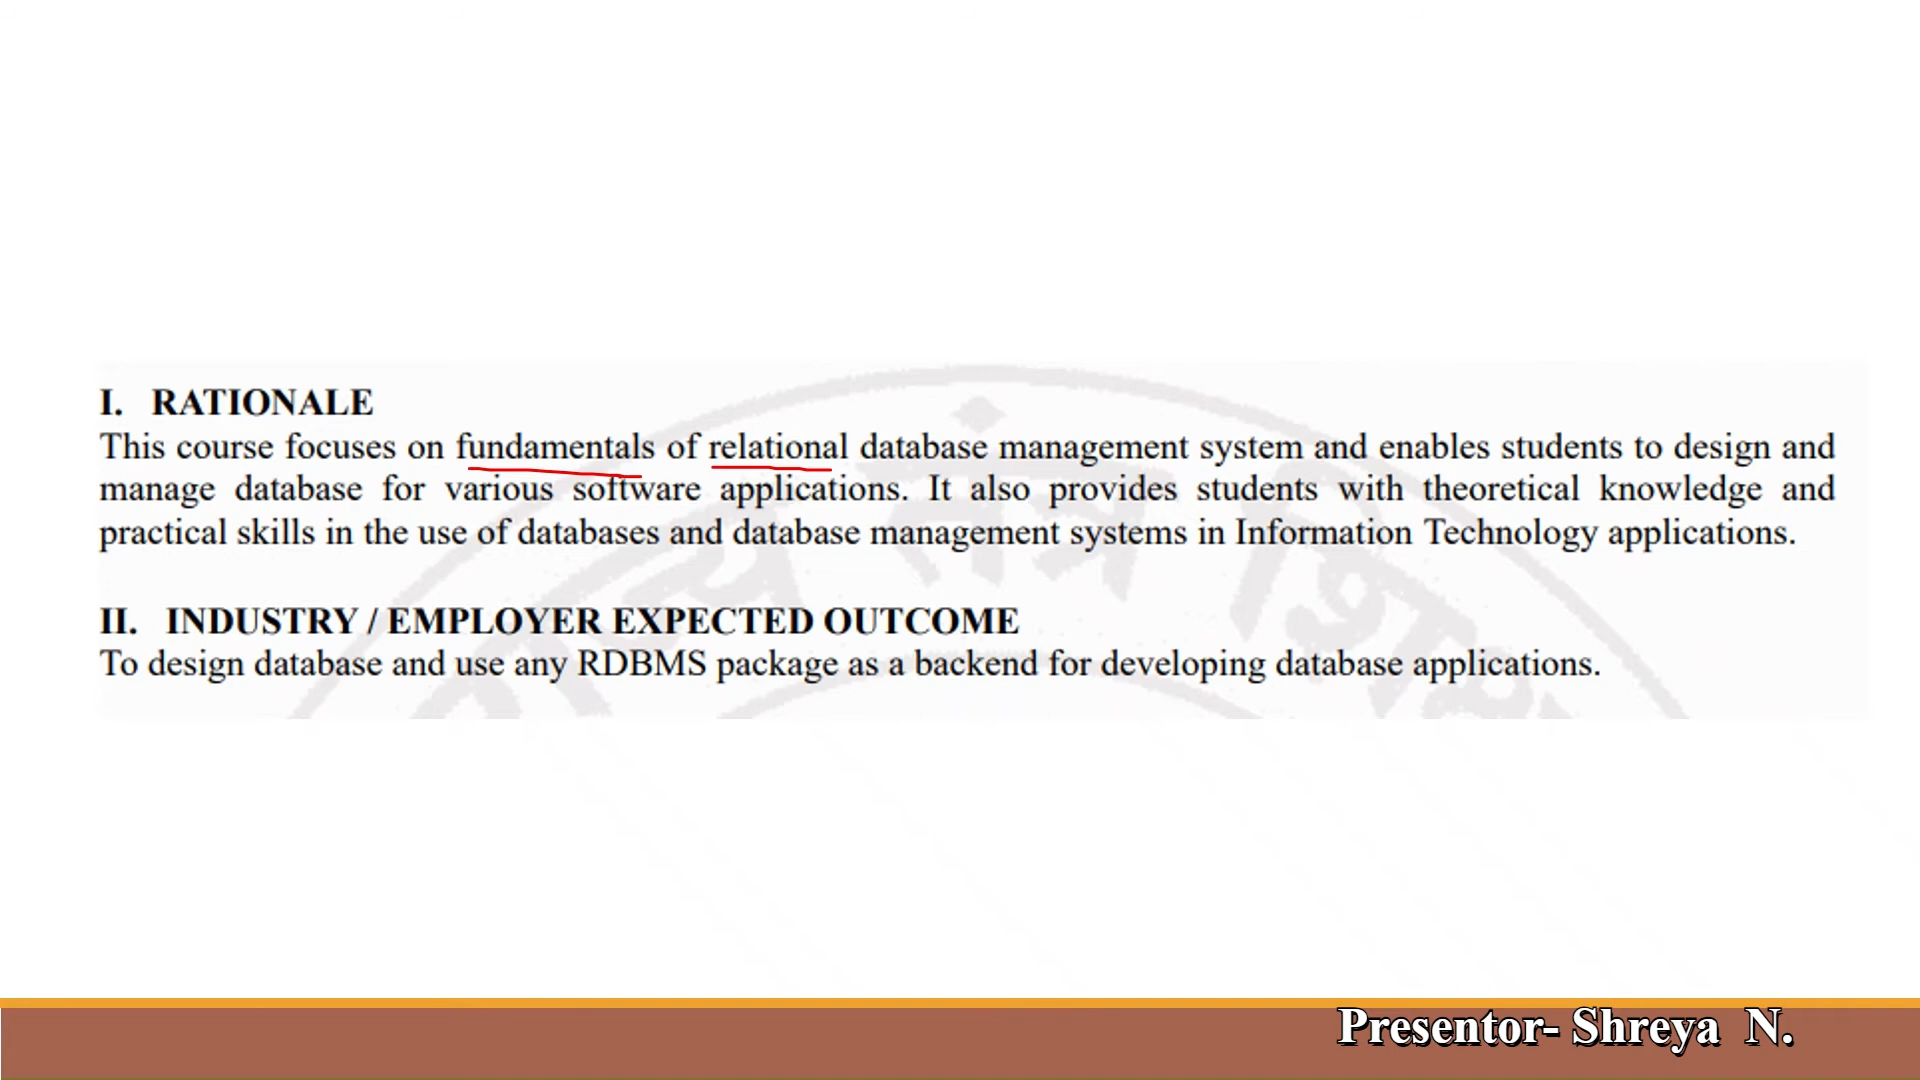 I. RATIONALE
This course focuses on fundamentals of relational database management system and enables students to design and
manage database for various software applications. It also provides students with theoretical knowledge and
practical skills in the use of databases and database management systems in Information Technology applications.
II. INDUSTRY / EMPLOYER EXPECTED OUTCOME
To design database and use any RDBMS package as a backend for developing database applications.
Presentor- Shreya N.